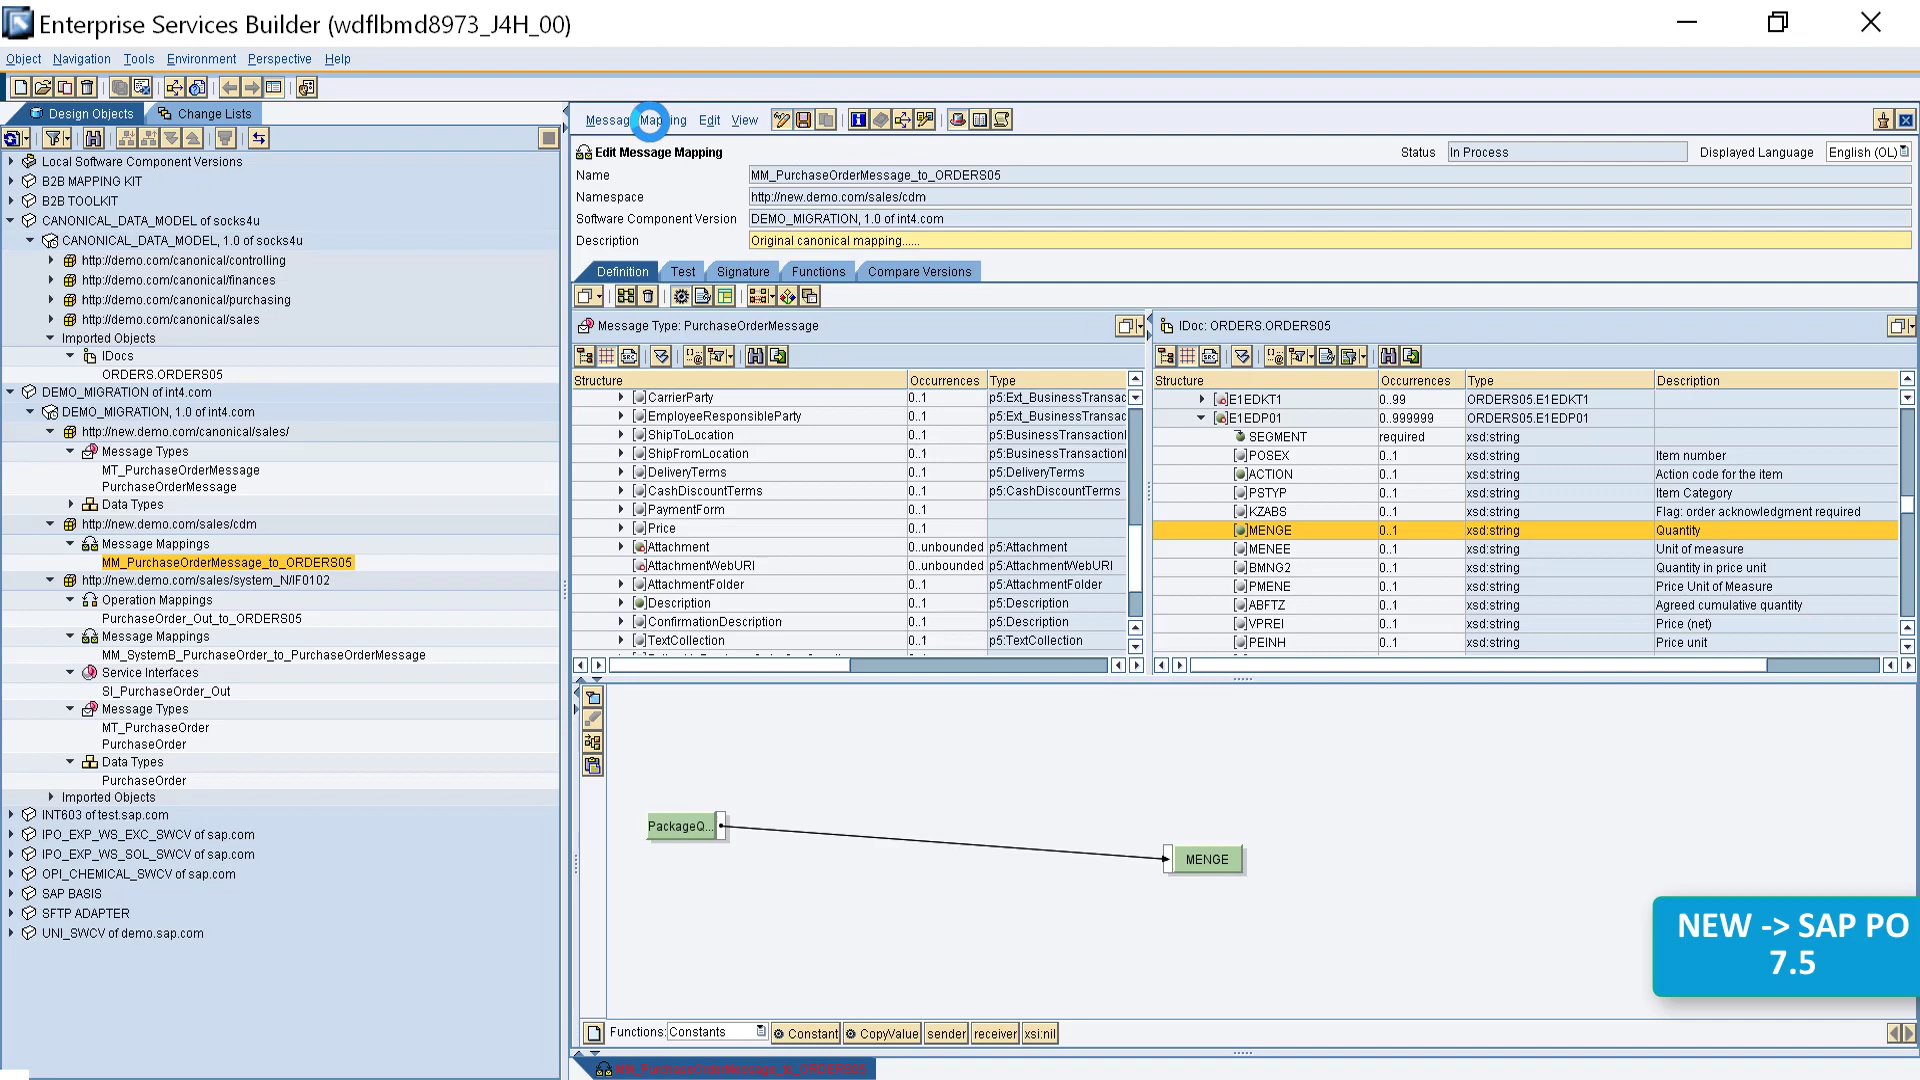 Enterprise Services Builder (wdflbmd8973_J4H_00)
Object Navigation Tools Environment Perspective Help
Design Objects Change Lists
Local Software Component Versions
B2B MAPPING KIT
B2B TOOLKIT
CANONICAL_DATA_MODEL of socks4u
CANONICAL_DATA_MODEL, 1.0 of socks4u
http://demo.com/canonical/controlling
http://demo.com/canonical/finances
http://demo.com/canonical/purchasing
http://demo.com/canonical/sales
Imported Objects
IDocs
ORDERS.ORDERS05
DEMO_MIGRATION of int4.com
DEMO_MIGRATION, 1.0 of int4.com
http://new.demo.com/canonical/sales/
Message Types
MT_PurchaseOrderMessage
PurchaseOrderMessage
Data Types
http://new.demo.com/sales/cdm
Message Mappings
MM_PurchaseOrderMessage_to_ORDERS05
http://new.demo.com/sales/system_N/IF0102
Operation Mappings
PurchaseOrder_Out_to_ORDERS05
Message Mappings
MM_SystemB_PurchaseOrder_to_PurchaseOrderMessage
Service Interfaces
SI_PurchaseOrder_Out
Message Types
MT_PurchaseOrder
PurchaseOrder
Data Types
PurchaseOrder
Imported Objects
INT603 of test.sap.com
IPO_EXP_WS_EXC_SWCV of sap.com
IPO_EXP_WS_SOL_SWCV of sap.com
OPI_CHEMICAL_SWCV of sap.com
SAP BASIS
SFTP ADAPTER
UNI_SWCV of demo.sap.com
Messag Mapping Edit View
Edit Message Mapping Status In Process Displayed Language English (OL)
Name MM_PurchaseOrderMessage_to_ORDERS05
Namespace http://new.demo.com/sales/cdm
Software Component Version DEMO_MIGRATION, 1.0 of int4.com
Description Original canonical mapping......
Definition Test Signature Functions Compare Versions
Message Type: PurchaseOrderMessage
Structure Occurrences Type
CarrierParty 0..1 p5:Ext_BusinessTransac
EmployeeResponsibleParty 0..1 p5:Ext_BusinessTransac
ShipToLocation 0..1 p5:BusinessTransactionI
ShipFromLocation 0..1 p5:BusinessTransactionI
DeliveryTerms 0..1 p5:DeliveryTerms
CashDiscountTerms 0..1 p5:CashDiscountTerms
PaymentForm 0..1
Price 0..1
Attachment 0..unbounded p5:Attachment
AttachmentWebURI 0..unbounded p5:AttachmentWebURI
AttachmentFolder 0..1 p5:AttachmentFolder
Description 0..1 p5:Description
ConfirmationDescription 0..1 p5:Description
TextCollection 0..1 p5:TextCollection
IDoc: ORDERS.ORDERS05
Structure Occurrences Type Description
E1EDKT1 0..99 ORDERS05.E1EDKT1
E1EDP01 0..999999 ORDERS05.E1EDP01
SEGMENT required xsd:string
POSEX 0..1 xsd:string Item number
ACTION 0..1 xsd:string Action code for the item
PSTYP 0..1 xsd:string Item Category
KZABS 0..1 xsd:string Flag: order acknowledgment required
MENGE 0..1 xsd:string Quantity
MENEE 0..1 xsd:string Unit of measure
BMNG2 0..1 xsd:string Quantity in price unit
PMENE 0..1 xsd:string Price Unit of Measure
ABFTZ 0..1 xsd:string Agreed cumulative quantity
VPREI 0..1 xsd:string Price (net)
PEINH 0..1 xsd:string Price unit
PackageQ...
MENGE
NEW -> SAP PO
7.5
Functions: Constants Constant CopyValue sender receiver xsi:nil
MM_PurchaseOrderMessage_to_ORDERS05